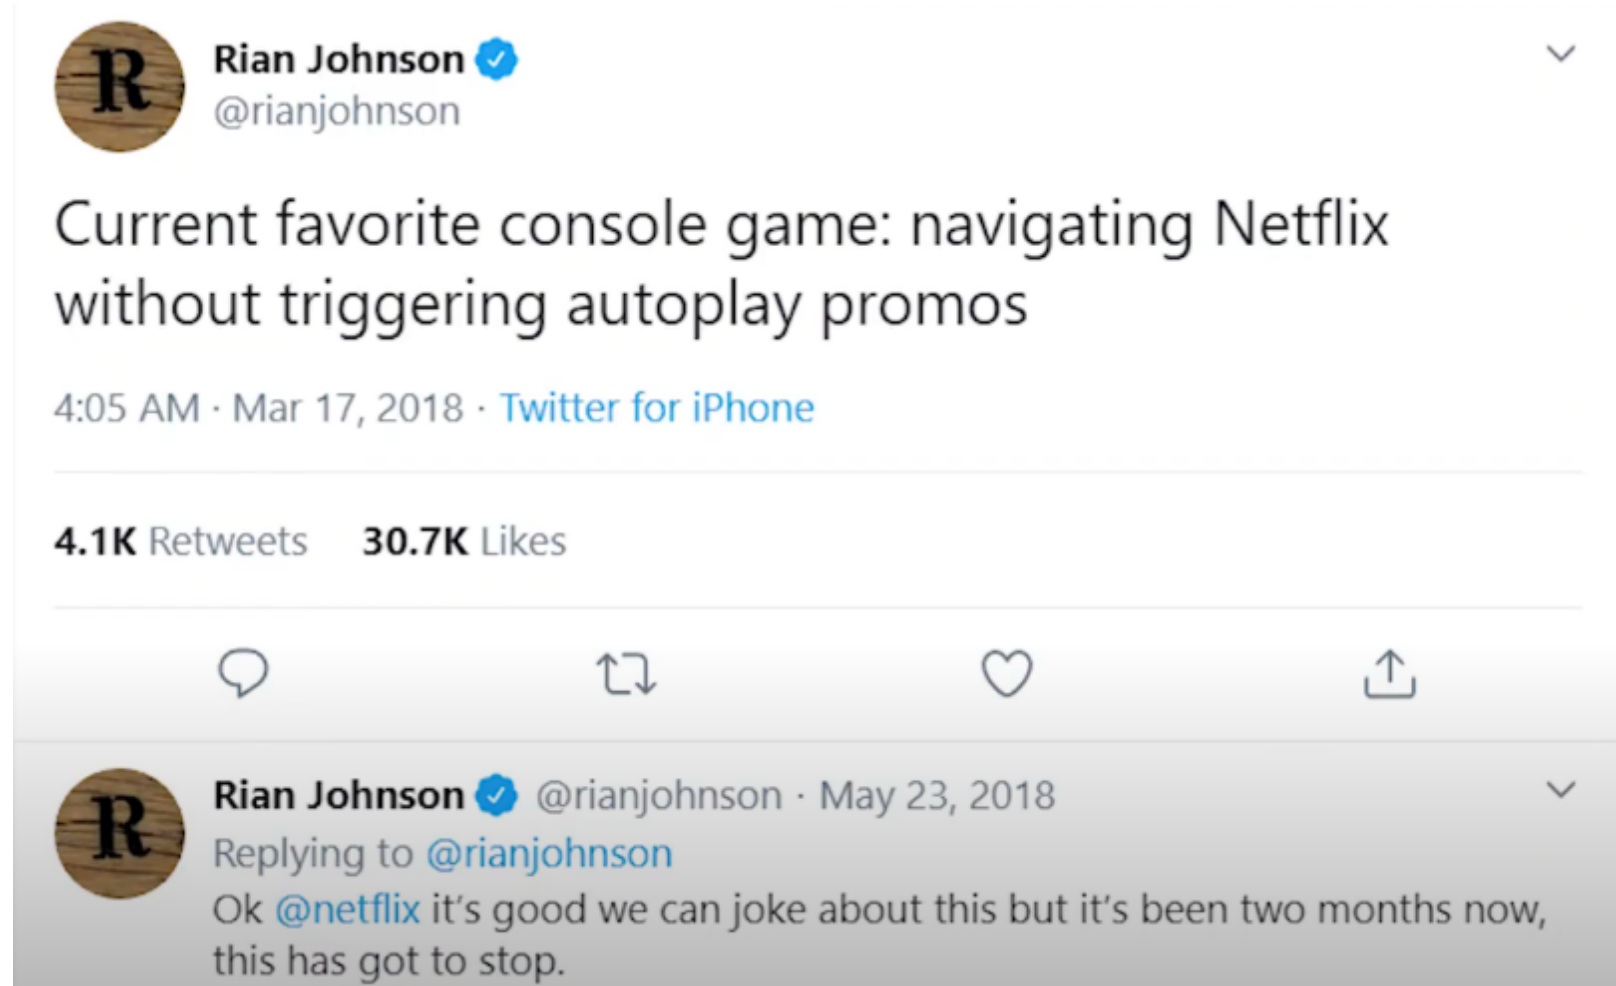 R
Rian Johnson
@rianjohnson
Current favorite console game: navigating Netflix
without triggering autoplay promos
4:05 AM · Mar 17, 2018 · Twitter for iPhone
4.1K Retweets 30.7K Likes
R
Rian Johnson @rianjohnson · May 23, 2018
Replying to @rianjohnson
Ok @netflix it's good we can joke about this but it's been two months now,
this has got to stop.